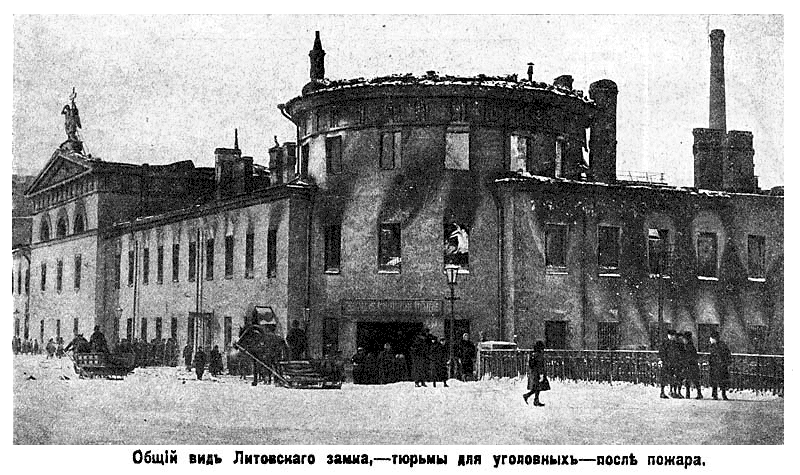 Общій видъ Литовскаго замка,—тюрьмы для уголовныхъ—послѣ пожара.